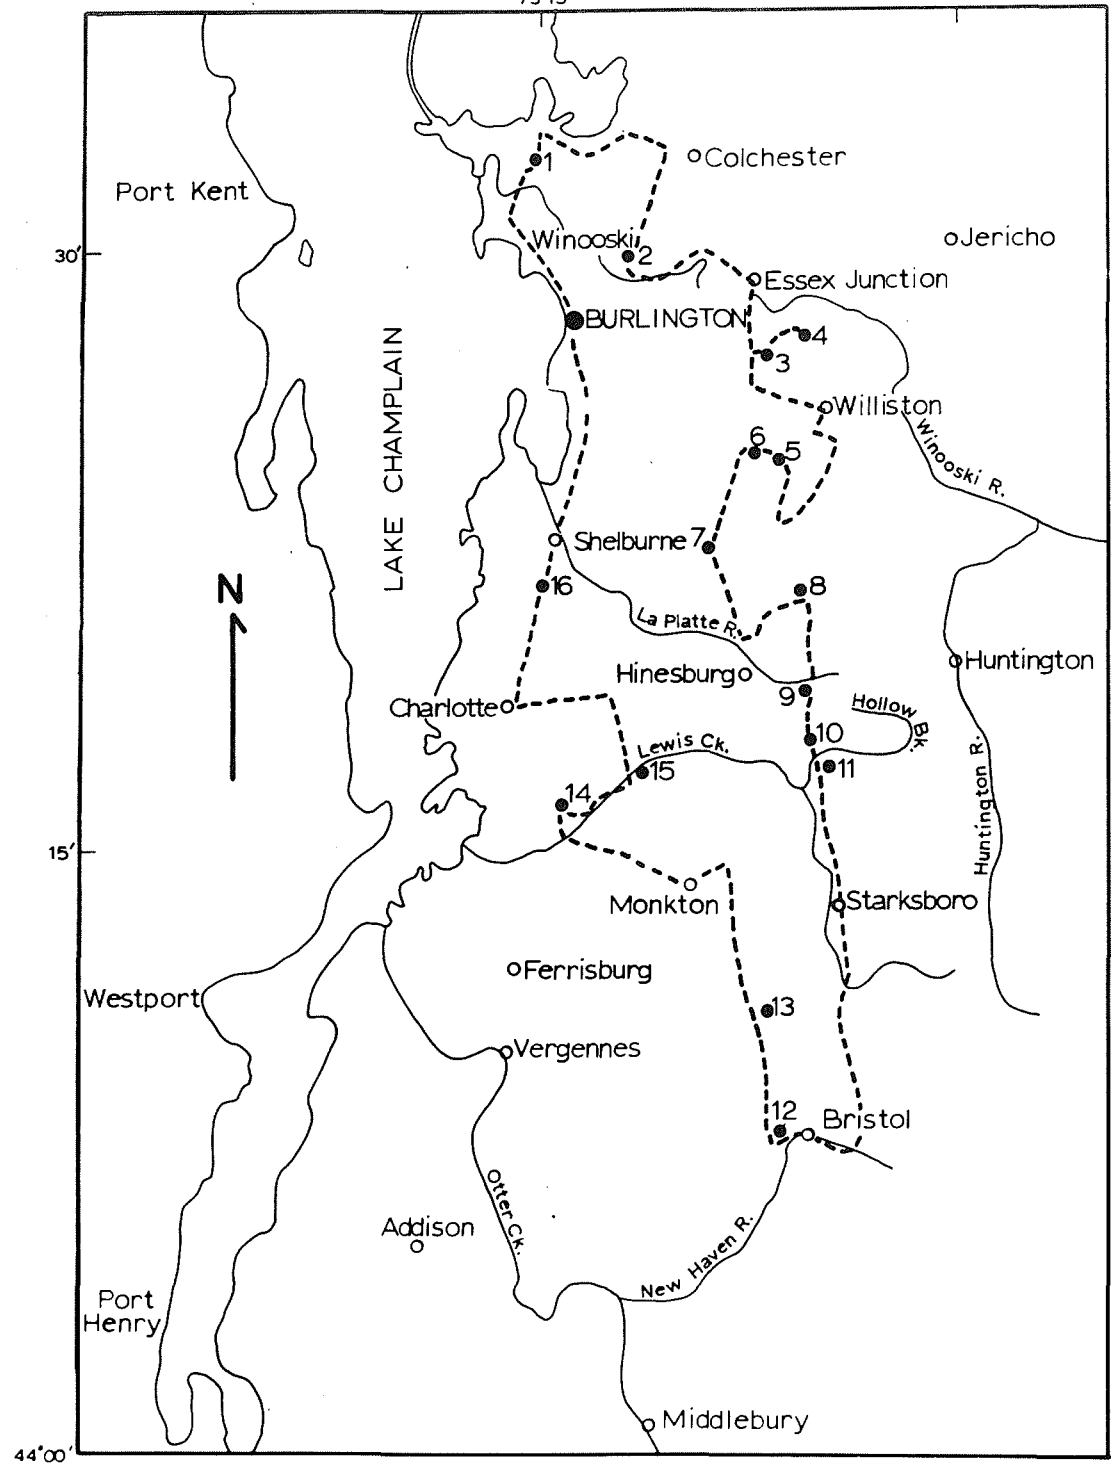 1
Colchester
Port Kent
Jericho
Winooski
2
30'
Essex Junction
BURLINGTON
4
3
LAKE CHAMPLAIN
Williston
Winooski R.
6
5
Shelburne
7
N
16
8
La Platte R.
Huntington
Hinesburg
9
Charlotte
Hollow Bk.
10
Lewis Ck.
15
11
14
Huntington R.
15'
Monkton
Starksboro
Ferrisburg
Westport
13
Vergennes
12
Bristol
Otter Ck.
Addison
New Haven R.
Port
Henry
Middlebury
44°00'